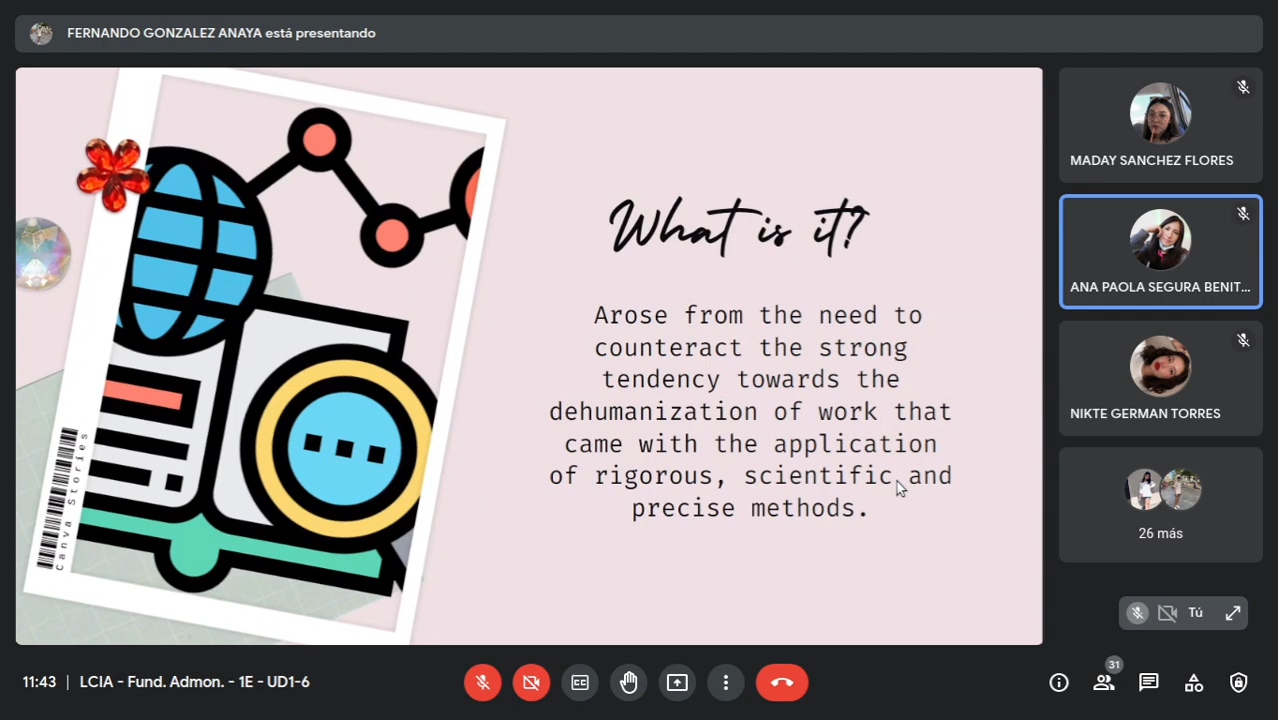 FERNANDO GONZALEZ ANAYA está presentando
What is it?
Arose from the need to
counteract the strong
tendency towards the
dehumanization of work that
came with the application
of rigorous, scientific and
precise methods.
Canva Stories
MADAY SANCHEZ FLORES
ANA PAOLA SEGURA BENIT...
NIKTE GERMAN TORRES
26 más
Tú
11:43 | LCIA - Fund. Admon. - 1E - UD1-6
31